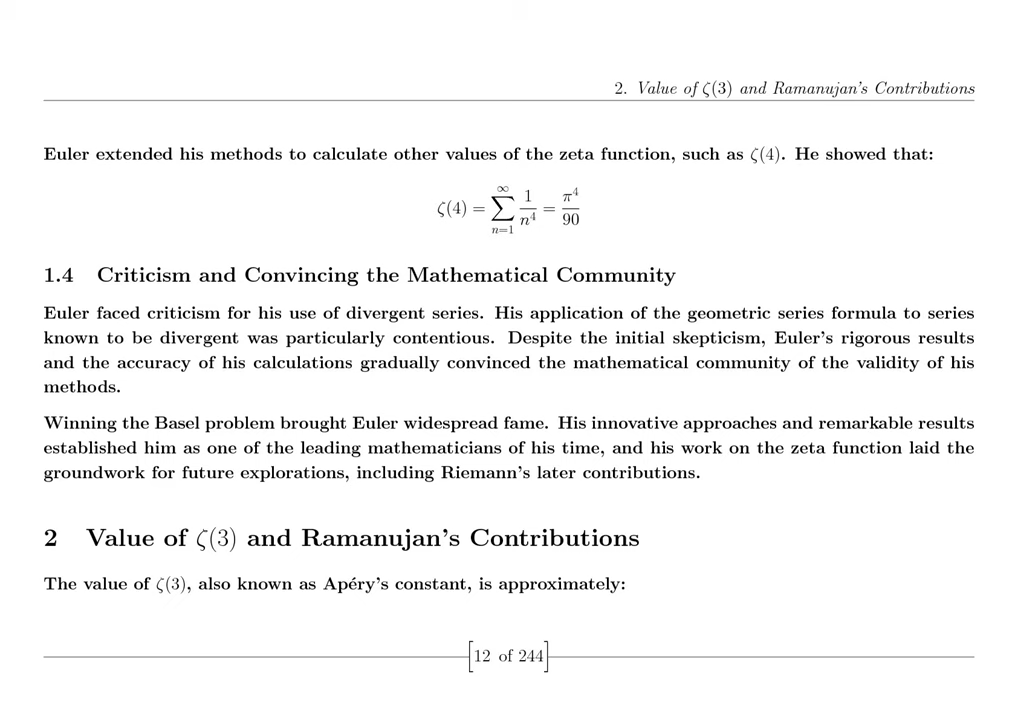 2. Value of ζ(3) and Ramanujan's Contributions
Euler extended his methods to calculate other values of the zeta function, such as ζ(4). He showed that:
ζ(4) = ∑_{n=1}^{∞} 1/n⁴ = π⁴/90
1.4 Criticism and Convincing the Mathematical Community
Euler faced criticism for his use of divergent series. His application of the geometric series formula to series
known to be divergent was particularly contentious. Despite the initial skepticism, Euler's rigorous results
and the accuracy of his calculations gradually convinced the mathematical community of the validity of his
methods.
Winning the Basel problem brought Euler widespread fame. His innovative approaches and remarkable results
established him as one of the leading mathematicians of his time, and his work on the zeta function laid the
groundwork for future explorations, including Riemann's later contributions.
2 Value of ζ(3) and Ramanujan's Contributions
The value of ζ(3), also known as Apéry's constant, is approximately:
[12 of 244]